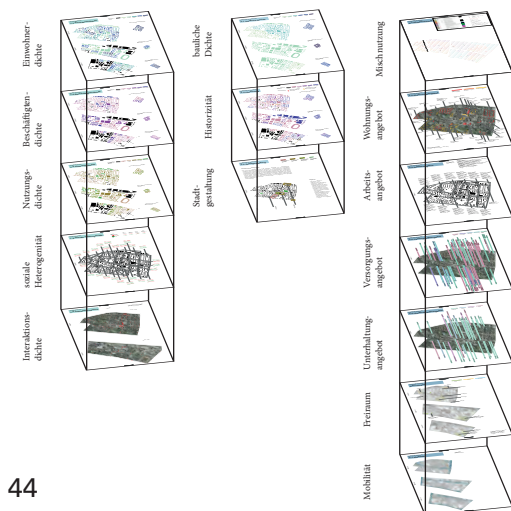 Einwohner-
dichte
Beschäftigten-
dichte
Nutzungs-
dichte
soziale
Heterogenität
Interaktions-
dichte
bauliche
Dichte
Historizität
Stadt-
gestaltung
Mischnutzung
Wohnungs-
angebot
Arbeits-
angebot
Versorgungs-
angebot
Unterhaltung-
angebot
Freiraum
Mobilität
44